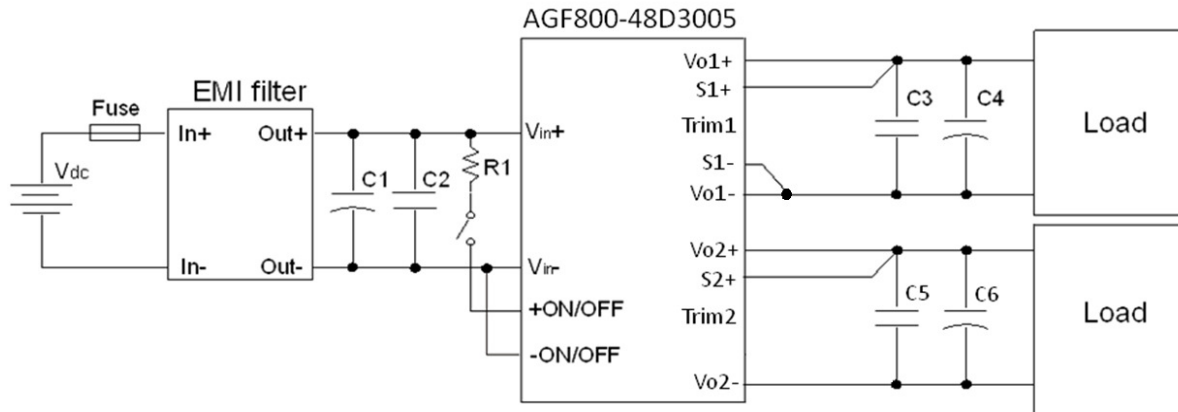 AGF800-48D3005
EMI filter
Fuse
In+
Out+
Vdc
C1
C2
R1
In-
Out-
Vin+
Vin-
+ON/OFF
-ON/OFF
Vo1+
S1+
Trim1
S1-
Vo1-
Vo2+
S2+
Trim2
Vo2-
C3
C4
Load
C5
C6
Load